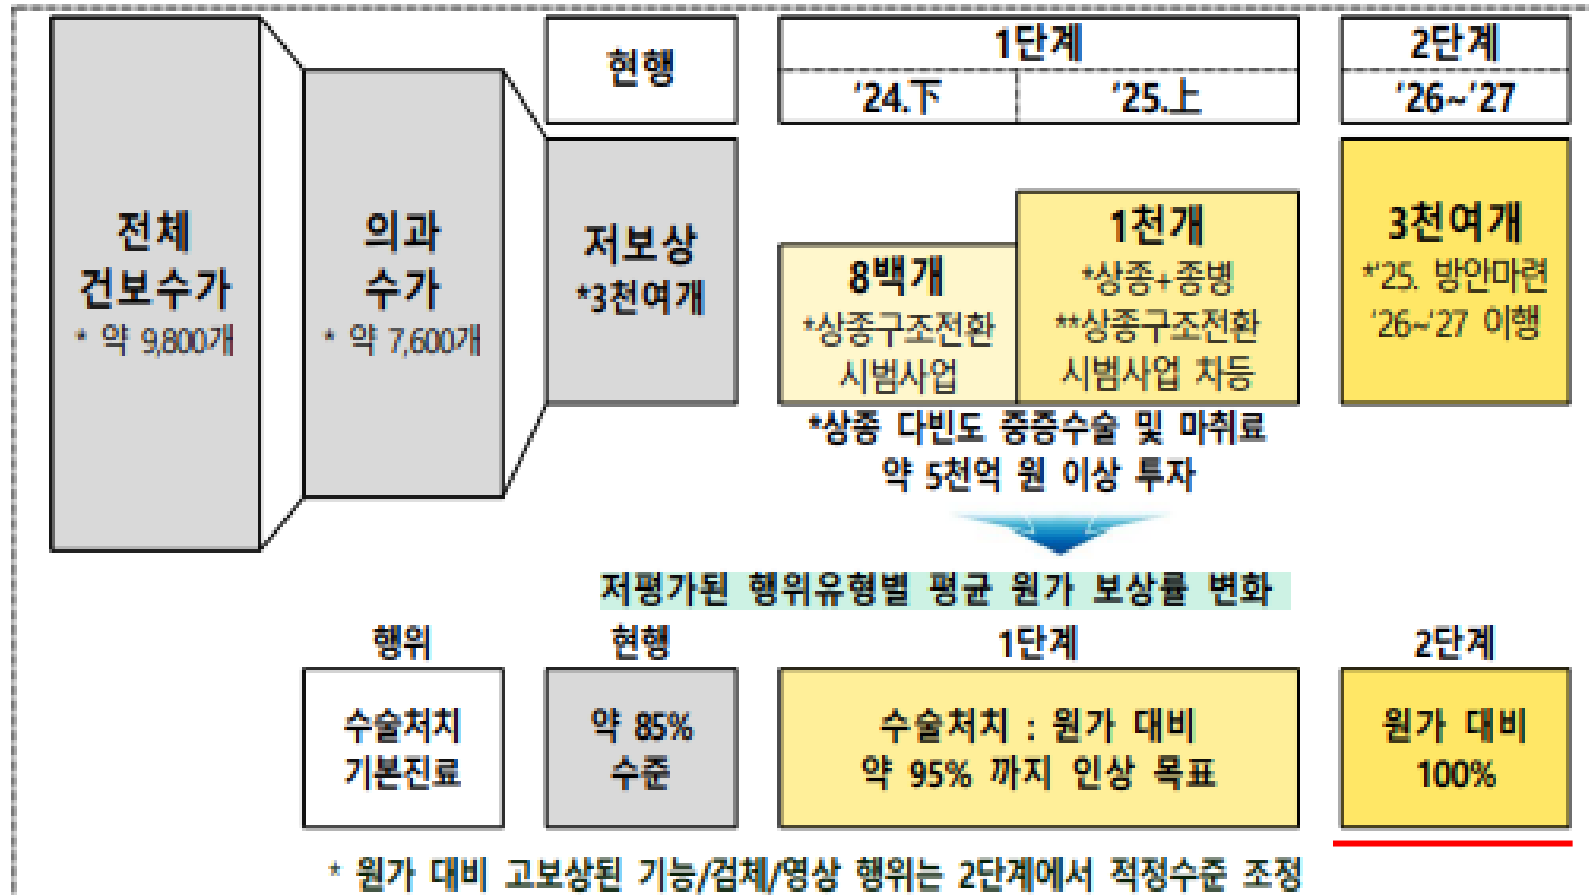 현행
1단계
2단계
'24.下
'25.上
'26~'27
전체
건보수가
* 약 9,800개
의과
수가
* 약 7,600개
저보상
*3천여개
8백개
*상종구조전환
시범사업
1천개
*상종+종병
**상종구조전환
시범사업 차등
3천여개
*'25. 방안마련
'26~'27 이행
*상종 다빈도 중증수술 및 마취료
약 5천억 원 이상 투자
저평가된 행위유형별 평균 원가 보상률 변화
행위
현행
1단계
2단계
수술처치
기본진료
약 85%
수준
수술처치 : 원가 대비
약 95% 까지 인상 목표
원가 대비
100%
* 원가 대비 고보상된 기능/검체/영상 행위는 2단계에서 적정수준 조정